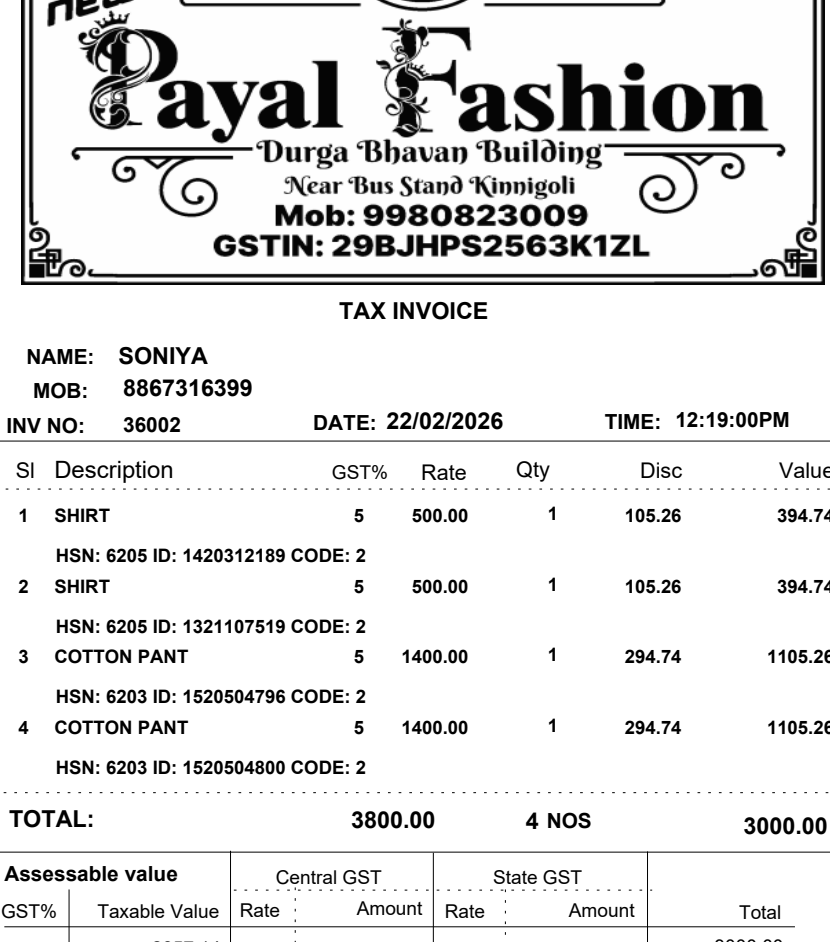 new
Payal Fashion
Durga Bhavan Building
Near Bus Stand Kinnigoli
Mob: 9980823009
GSTIN: 29BJHPS2563K1ZL
TAX INVOICE
NAME: SONIYA
MOB: 8867316399
INV NO: 36002 DATE: 22/02/2026 TIME: 12:19:00PM
Sl Description GST% Rate Qty Disc Value
1 SHIRT 5 500.00 1 105.26 394.74
HSN: 6205 ID: 1420312189 CODE: 2
2 SHIRT 5 500.00 1 105.26 394.74
HSN: 6205 ID: 1321107519 CODE: 2
3 COTTON PANT 5 1400.00 1 294.74 1105.26
HSN: 6203 ID: 1520504796 CODE: 2
4 COTTON PANT 5 1400.00 1 294.74 1105.26
HSN: 6203 ID: 1520504800 CODE: 2
TOTAL: 3800.00 4 NOS 3000.00
Assessable value Central GST State GST
GST% Taxable Value Rate Amount Rate Amount Total